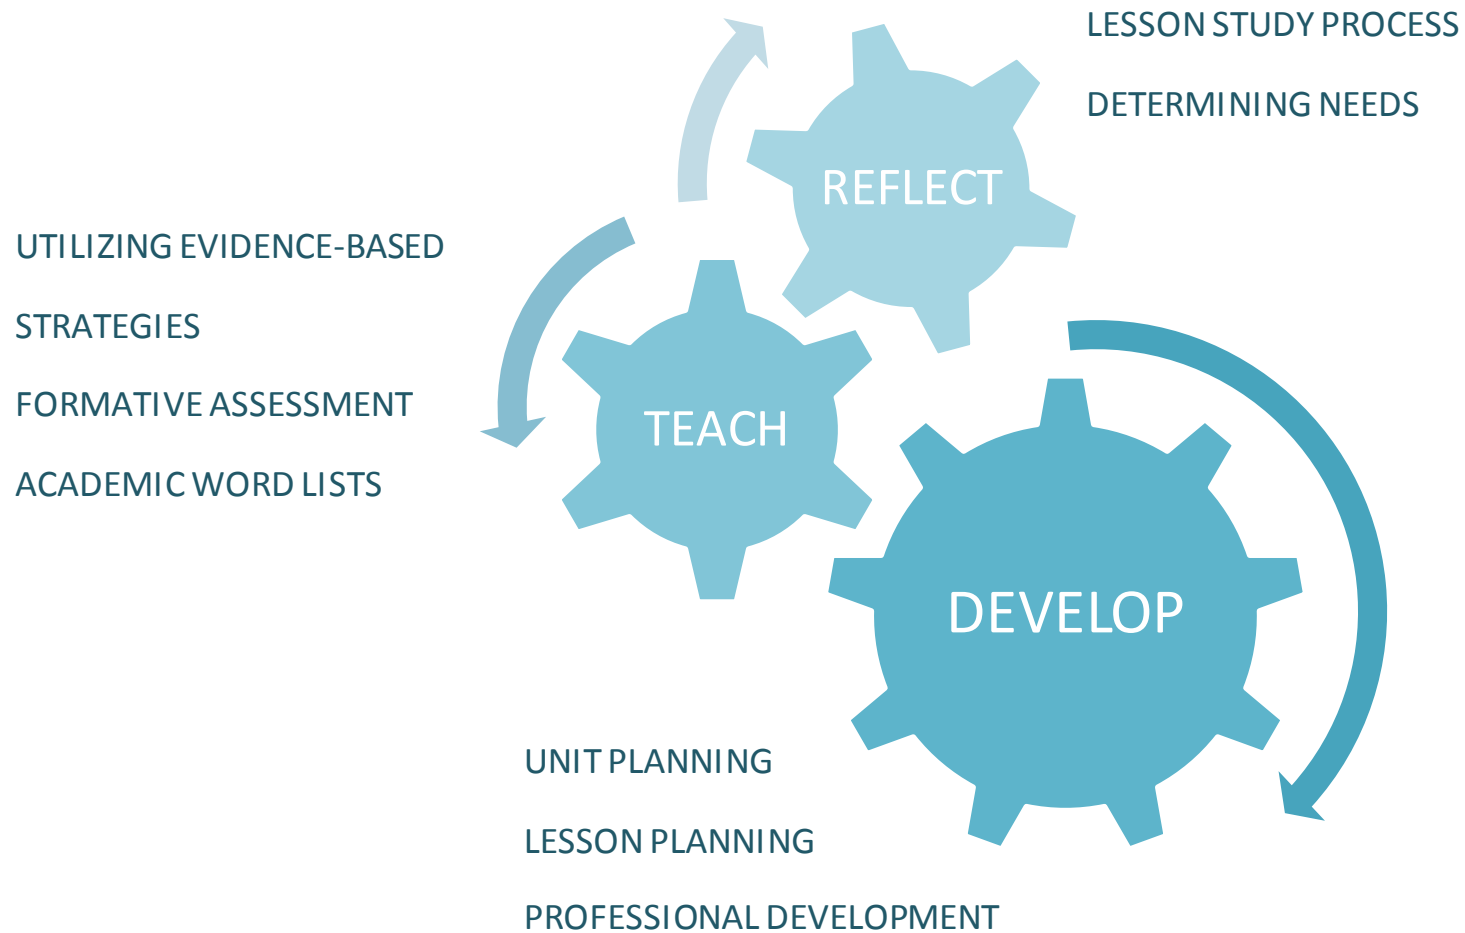 LESSON STUDY PROCESS
DETERMINING NEEDS
REFLECT
UTILIZING EVIDENCE-BASED
STRATEGIES
FORMATIVE ASSESSMENT
ACADEMIC WORD LISTS
TEACH
DEVELOP
UNIT PLANNING
LESSON PLANNING
PROFESSIONAL DEVELOPMENT